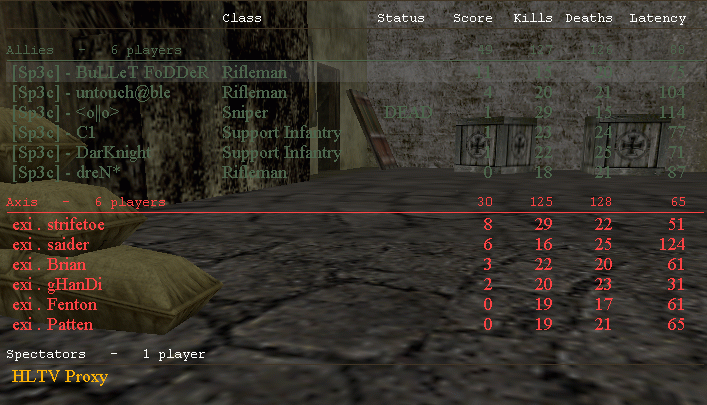 Class Status Score Kills Deaths Latency
Allies - 6 players 49
[Sp3c] - BuLLeT FoDDeR Rifleman
[Sp3c] - untouch@ble Rifleman 4 20 21 104
[Sp3c] - <o||o> Sniper DEAD 1 29 15 114
[Sp3c] - C1 Support Infantry 1 23 24 77
[Sp3c] - DarKnight Support Infantry 22 25 71
[Sp3c] - dreN* Rifleman 0 18 21 87
Axis - 6 players 30 125 128 65
exi . strifetoe 8 29 22 51
exi . saider 6 16 25 124
exi . Brian 3 22 20 61
exi . gHanDi 2 20 23 31
exi . Fenton 0 19 17 61
exi . Patten 0 19 21 65
Spectators - 1 player
HLTV Proxy